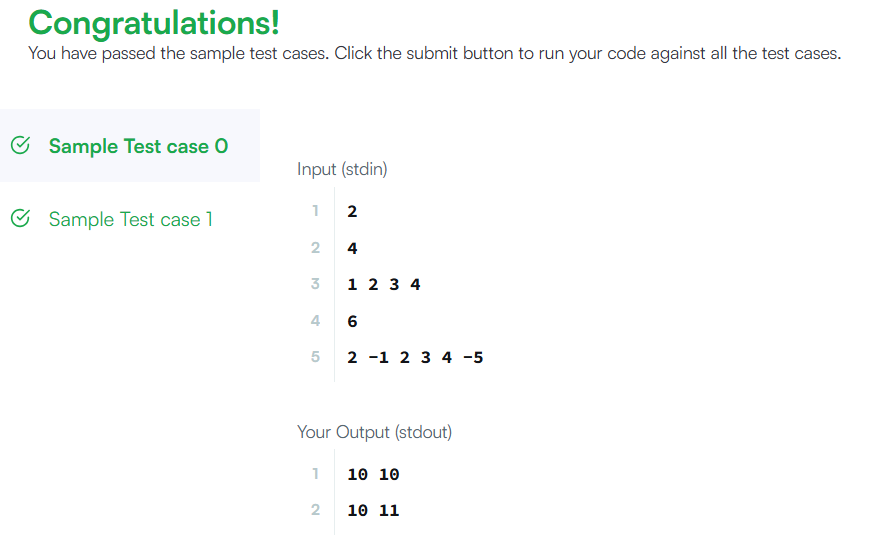 Congratulations!
You have passed the sample test cases. Click the submit button to run your code against all the test cases.
Sample Test case 0
Sample Test case 1
Input (stdin)
1 2
2 4
3 1 2 3 4
4 6
5 2 -1 2 3 4 -5
Your Output (stdout)
1 10 10
2 10 11